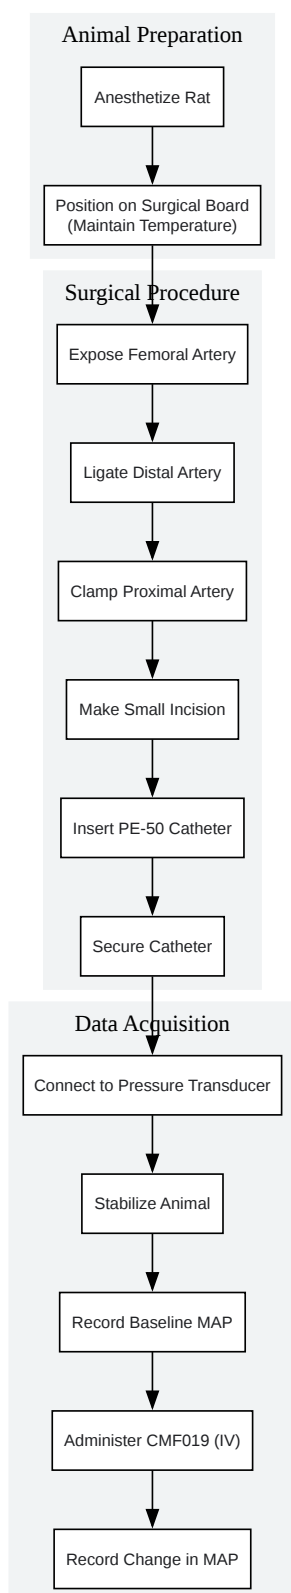 Animal Preparation
Anesthetize Rat
Position on Surgical Board
(Maintain Temperature)
Surgical Procedure
Expose Femoral Artery
Ligate Distal Artery
Clamp Proximal Artery
Make Small Incision
Insert PE-50 Catheter
Secure Catheter
Data Acquisition
Connect to Pressure Transducer
Stabilize Animal
Record Baseline MAP
Administer CMF019 (IV)
Record Change in MAP